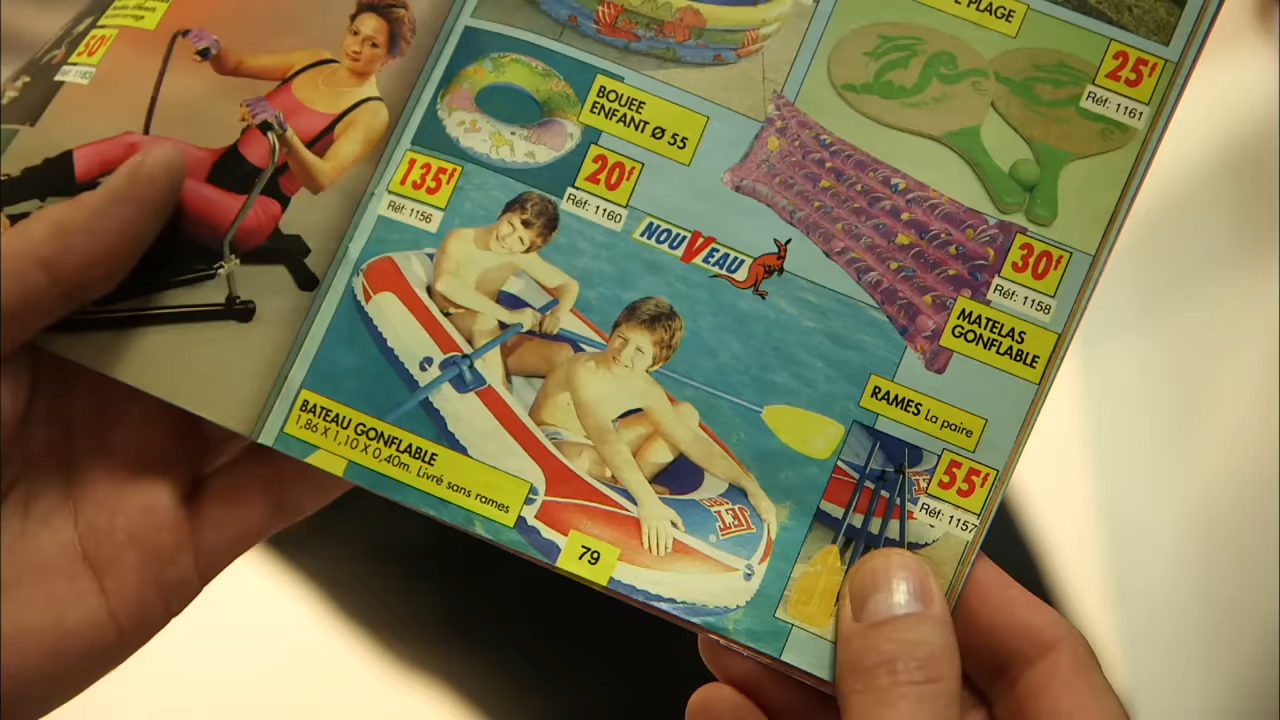 50f
Réf: 1163
E PLAGE
25f
Réf: 1161
BOUEE
ENFANT Ø 55
20f
Réf: 1160
135f
Réf: 1156
NOUVEAU
30f
Réf: 1158
MATELAS
GONFLABLE
RAMES La paire
55f
Réf: 1157
BATEAU GONFLABLE
1,86 X 1,10 X 0,40m. Livré sans rames
JET
79